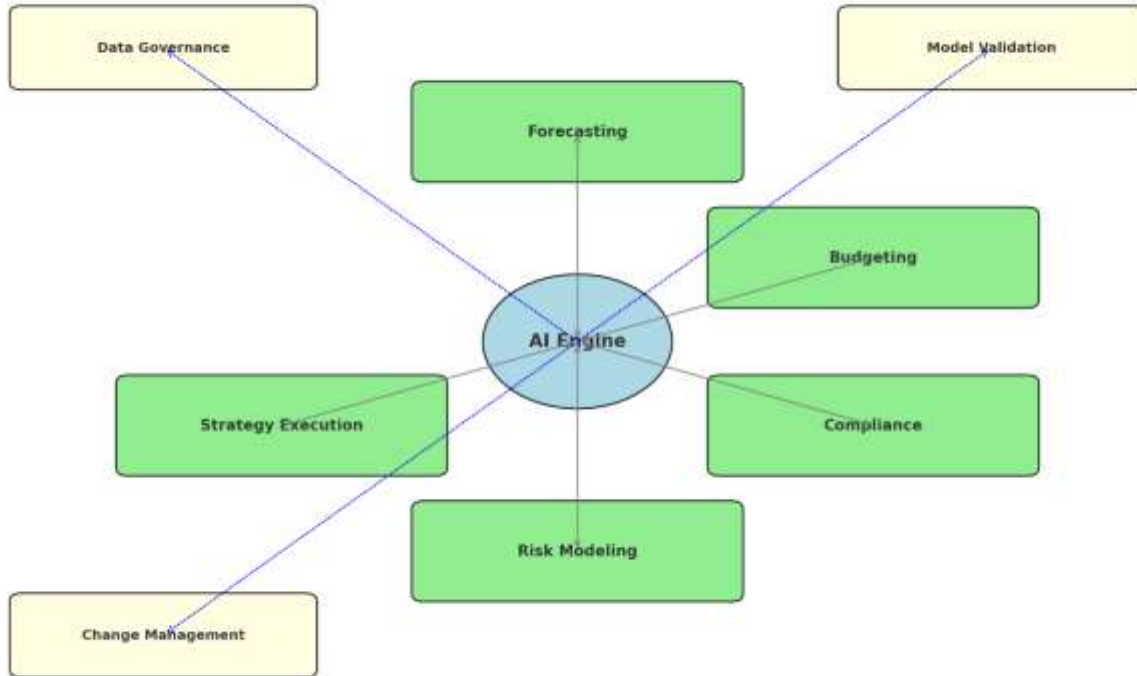 Data Governance
Model Validation
Forecasting
Budgeting
AI Engine
Strategy Execution
Compliance
Risk Modeling
Change Management